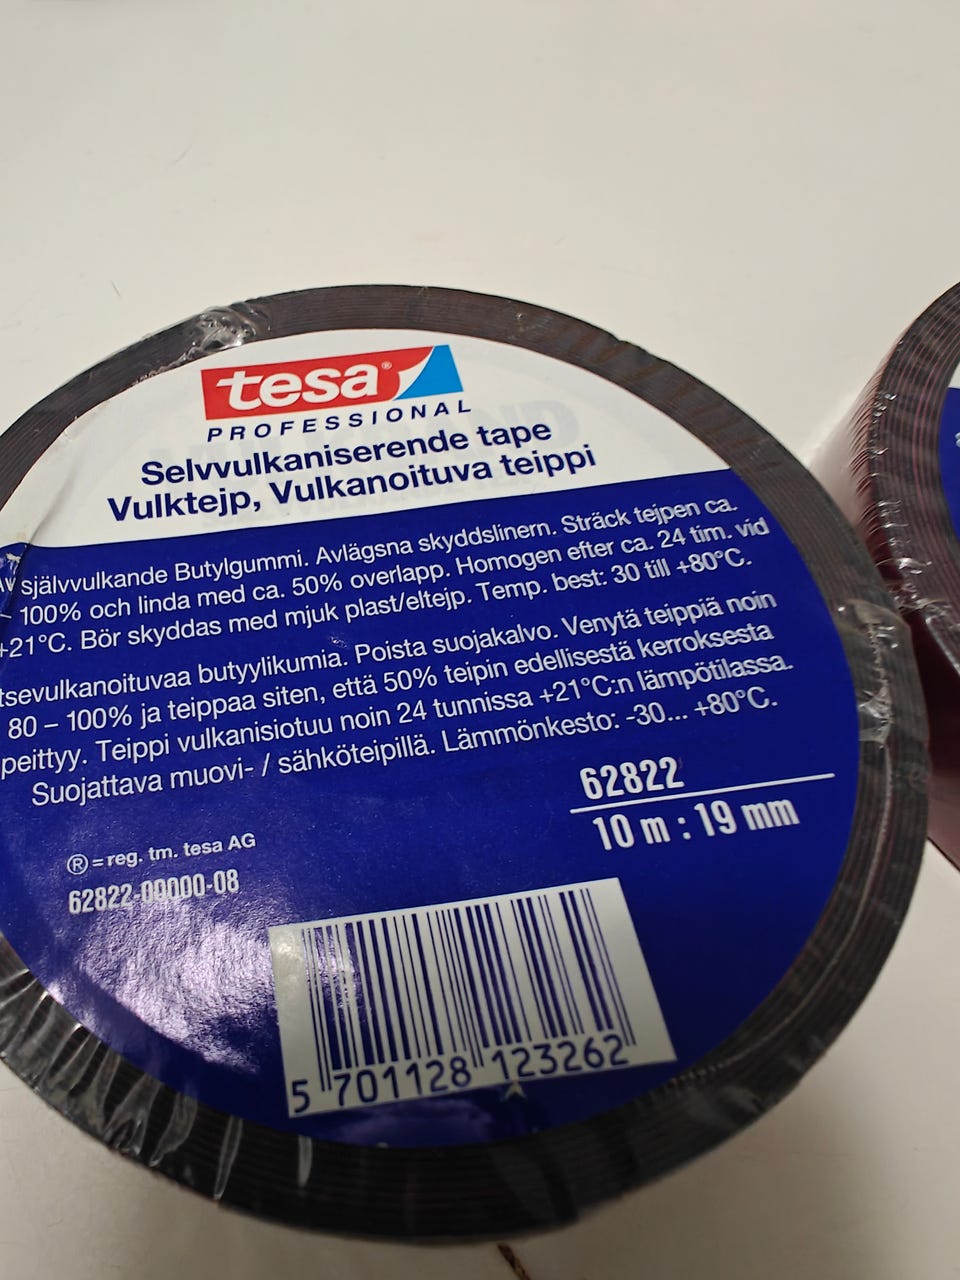 tesa®
PROFESSIONAL
Selvvulkaniserende tape
Vulktejp, Vulkanoituva teippi
Av självvulkande Butylgummi. Avlägsna skyddslinern. Sträck tejpen ca.
100% och linda med ca. 50% overlapp. Homogen efter ca. 24 tim. vid
+21°C. Bör skyddas med mjuk plast/eltejp. Temp. best: 30 till +80°C.
tsevulkanoituvaa butyylikumia. Poista suojakalvo. Venytä teippiä noin
80 – 100% ja teippaa siten, että 50% teipin edellisestä kerroksesta
peittyy. Teippi vulkanisiotuu noin 24 tunnissa +21°C:n lämpötilassa.
Suojattava muovi- / sähköteipillä. Lämmönkesto: -30... +80°C.
62822
10 m : 19 mm
® = reg. tm. tesa AG
62822-00000-08
5 701128 123262